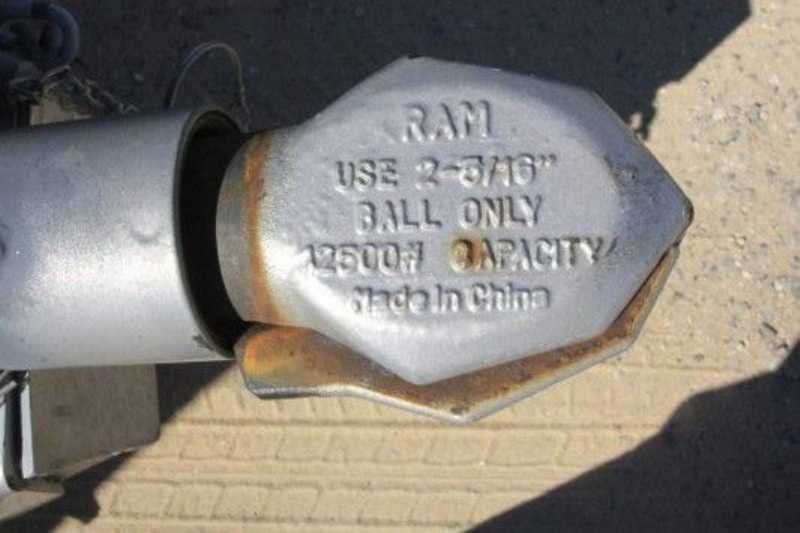 RAM
USE 2-5/16"
BALL ONLY
12500# CAPACITY
Made In China